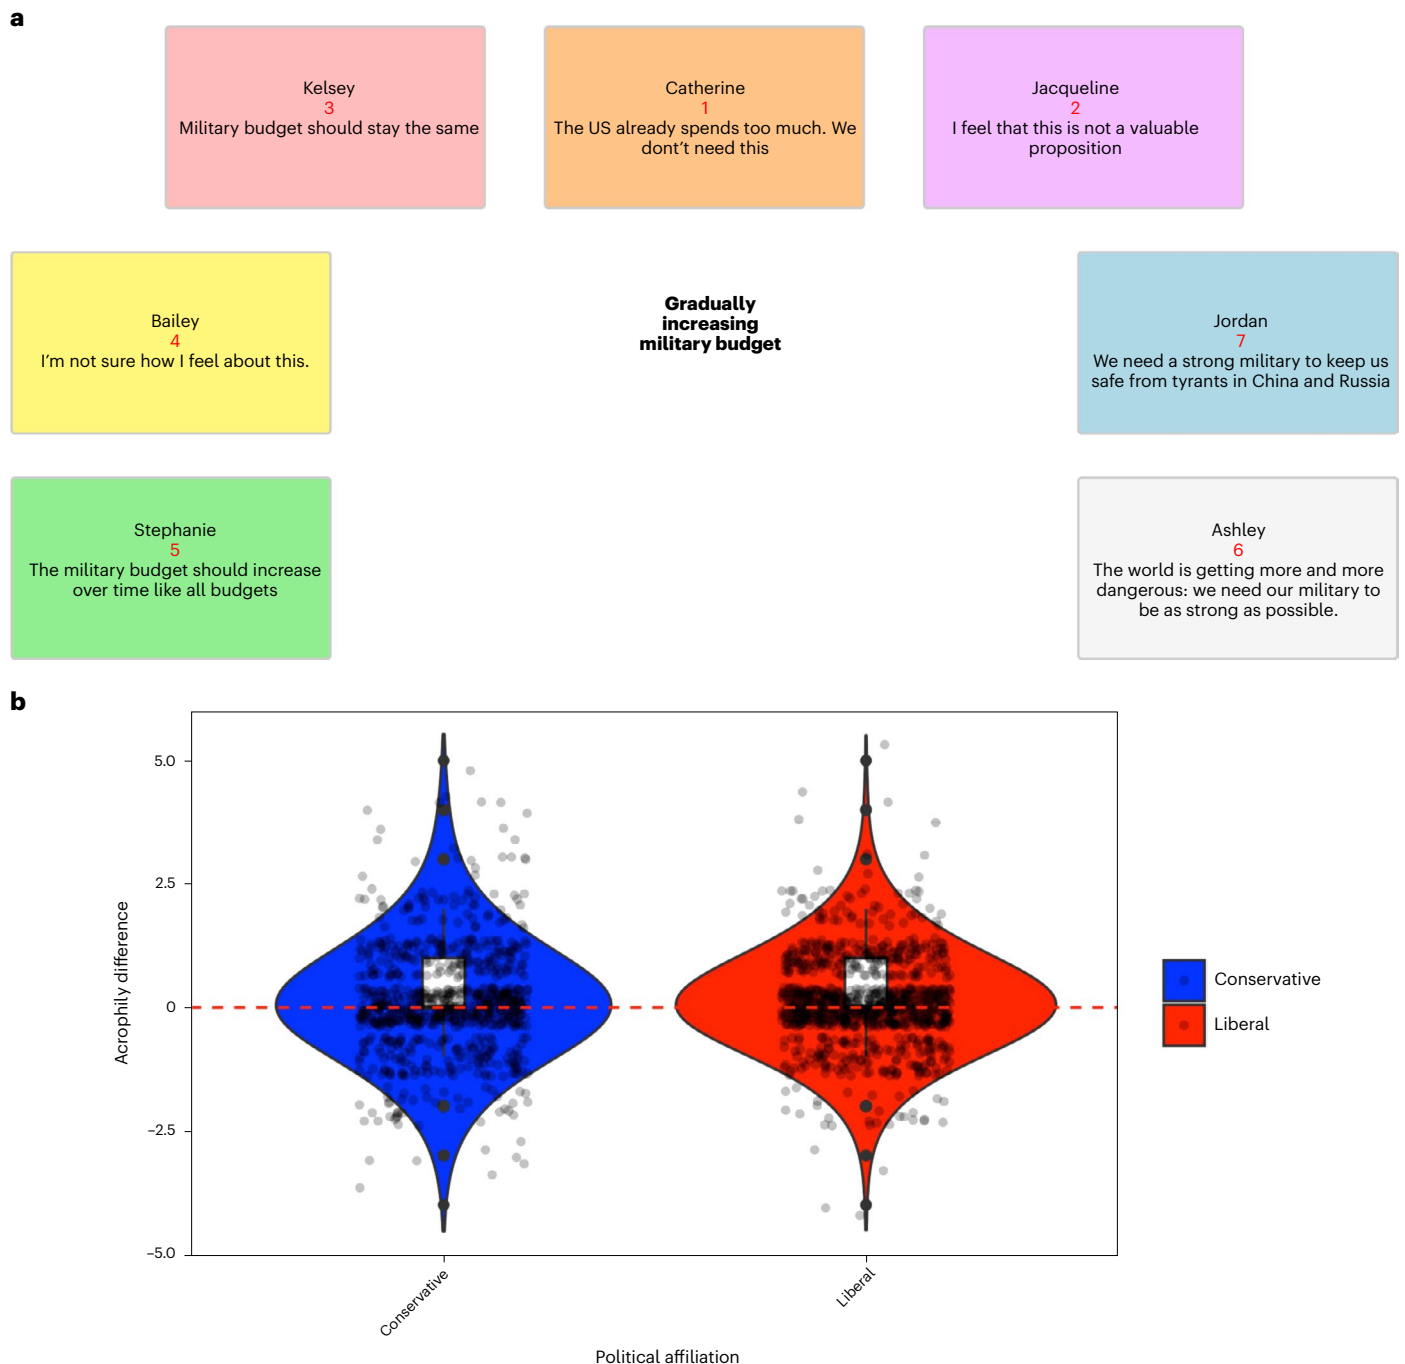 a
Kelsey
3
Military budget should stay the same
Catherine
1
The US already spends too much. We
dont’t need this
Jacqueline
2
I feel that this is not a valuable
proposition
Bailey
4
I’m not sure how I feel about this.
Gradually
increasing
military budget
Jordan
7
We need a strong military to keep us
safe from tyrants in China and Russia
Stephanie
5
The military budget should increase
over time like all budgets
Ashley
6
The world is getting more and more
dangerous: we need our military to
be as strong as possible.
b
Acrophily difference
5.0
2.5
0
−2.5
−5.0
Conservative
Liberal
Political affiliation
Conservative
Liberal